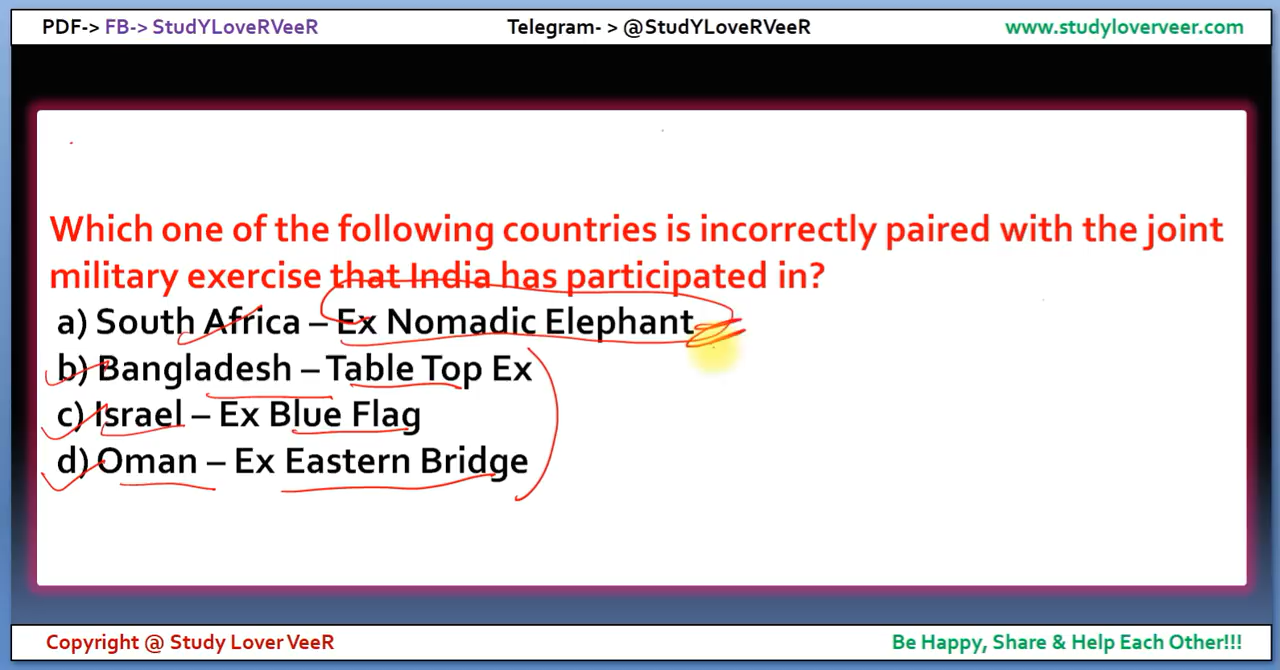 PDF-> FB-> StudYLoveRVeeR Telegram- > @StudYLoveRVeeR www.studyloverveer.com
Which one of the following countries is incorrectly paired with the joint
military exercise that India has participated in?
a) South Africa – Ex Nomadic Elephant
b) Bangladesh – Table Top Ex
c) Israel – Ex Blue Flag
d) Oman – Ex Eastern Bridge
Copyright @ Study Lover VeeR Be Happy, Share & Help Each Other!!!